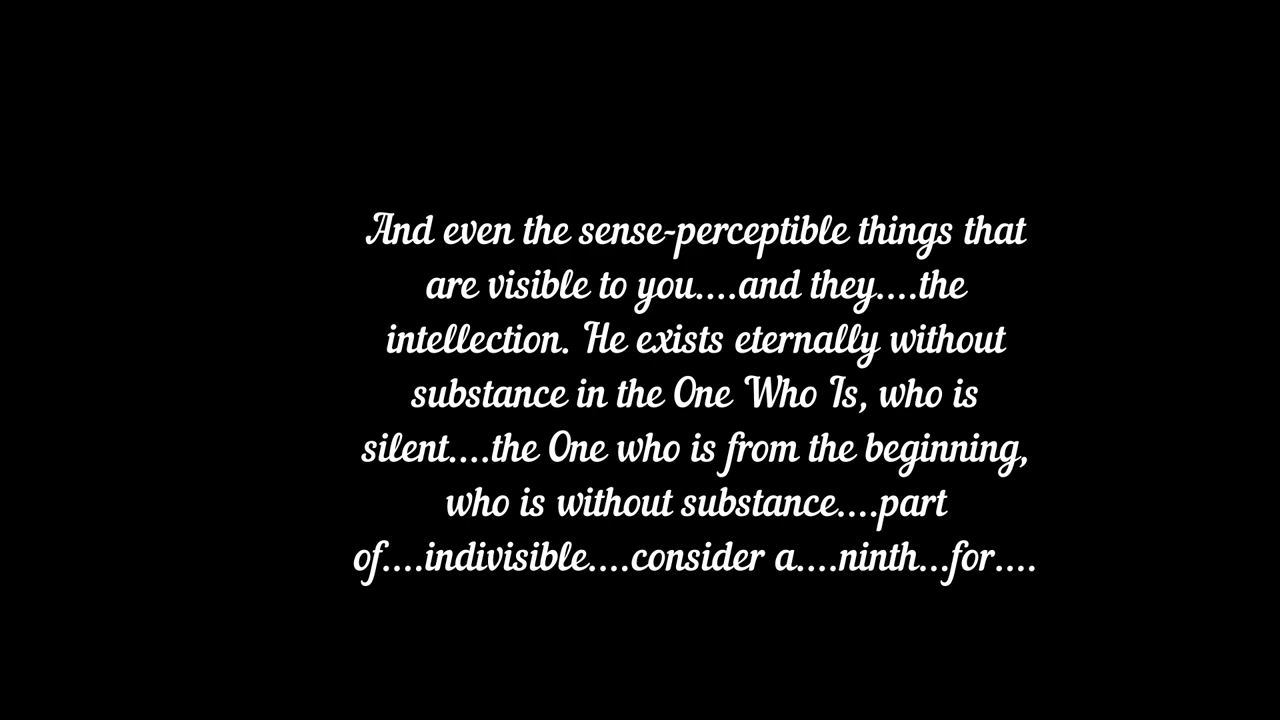 And even the sense-perceptible things that
are visible to you....and they....the
intellection. He exists eternally without
substance in the One Who Is, who is
silent....the One who is from the beginning,
who is without substance....part
of....indivisible....consider a....ninth...for....